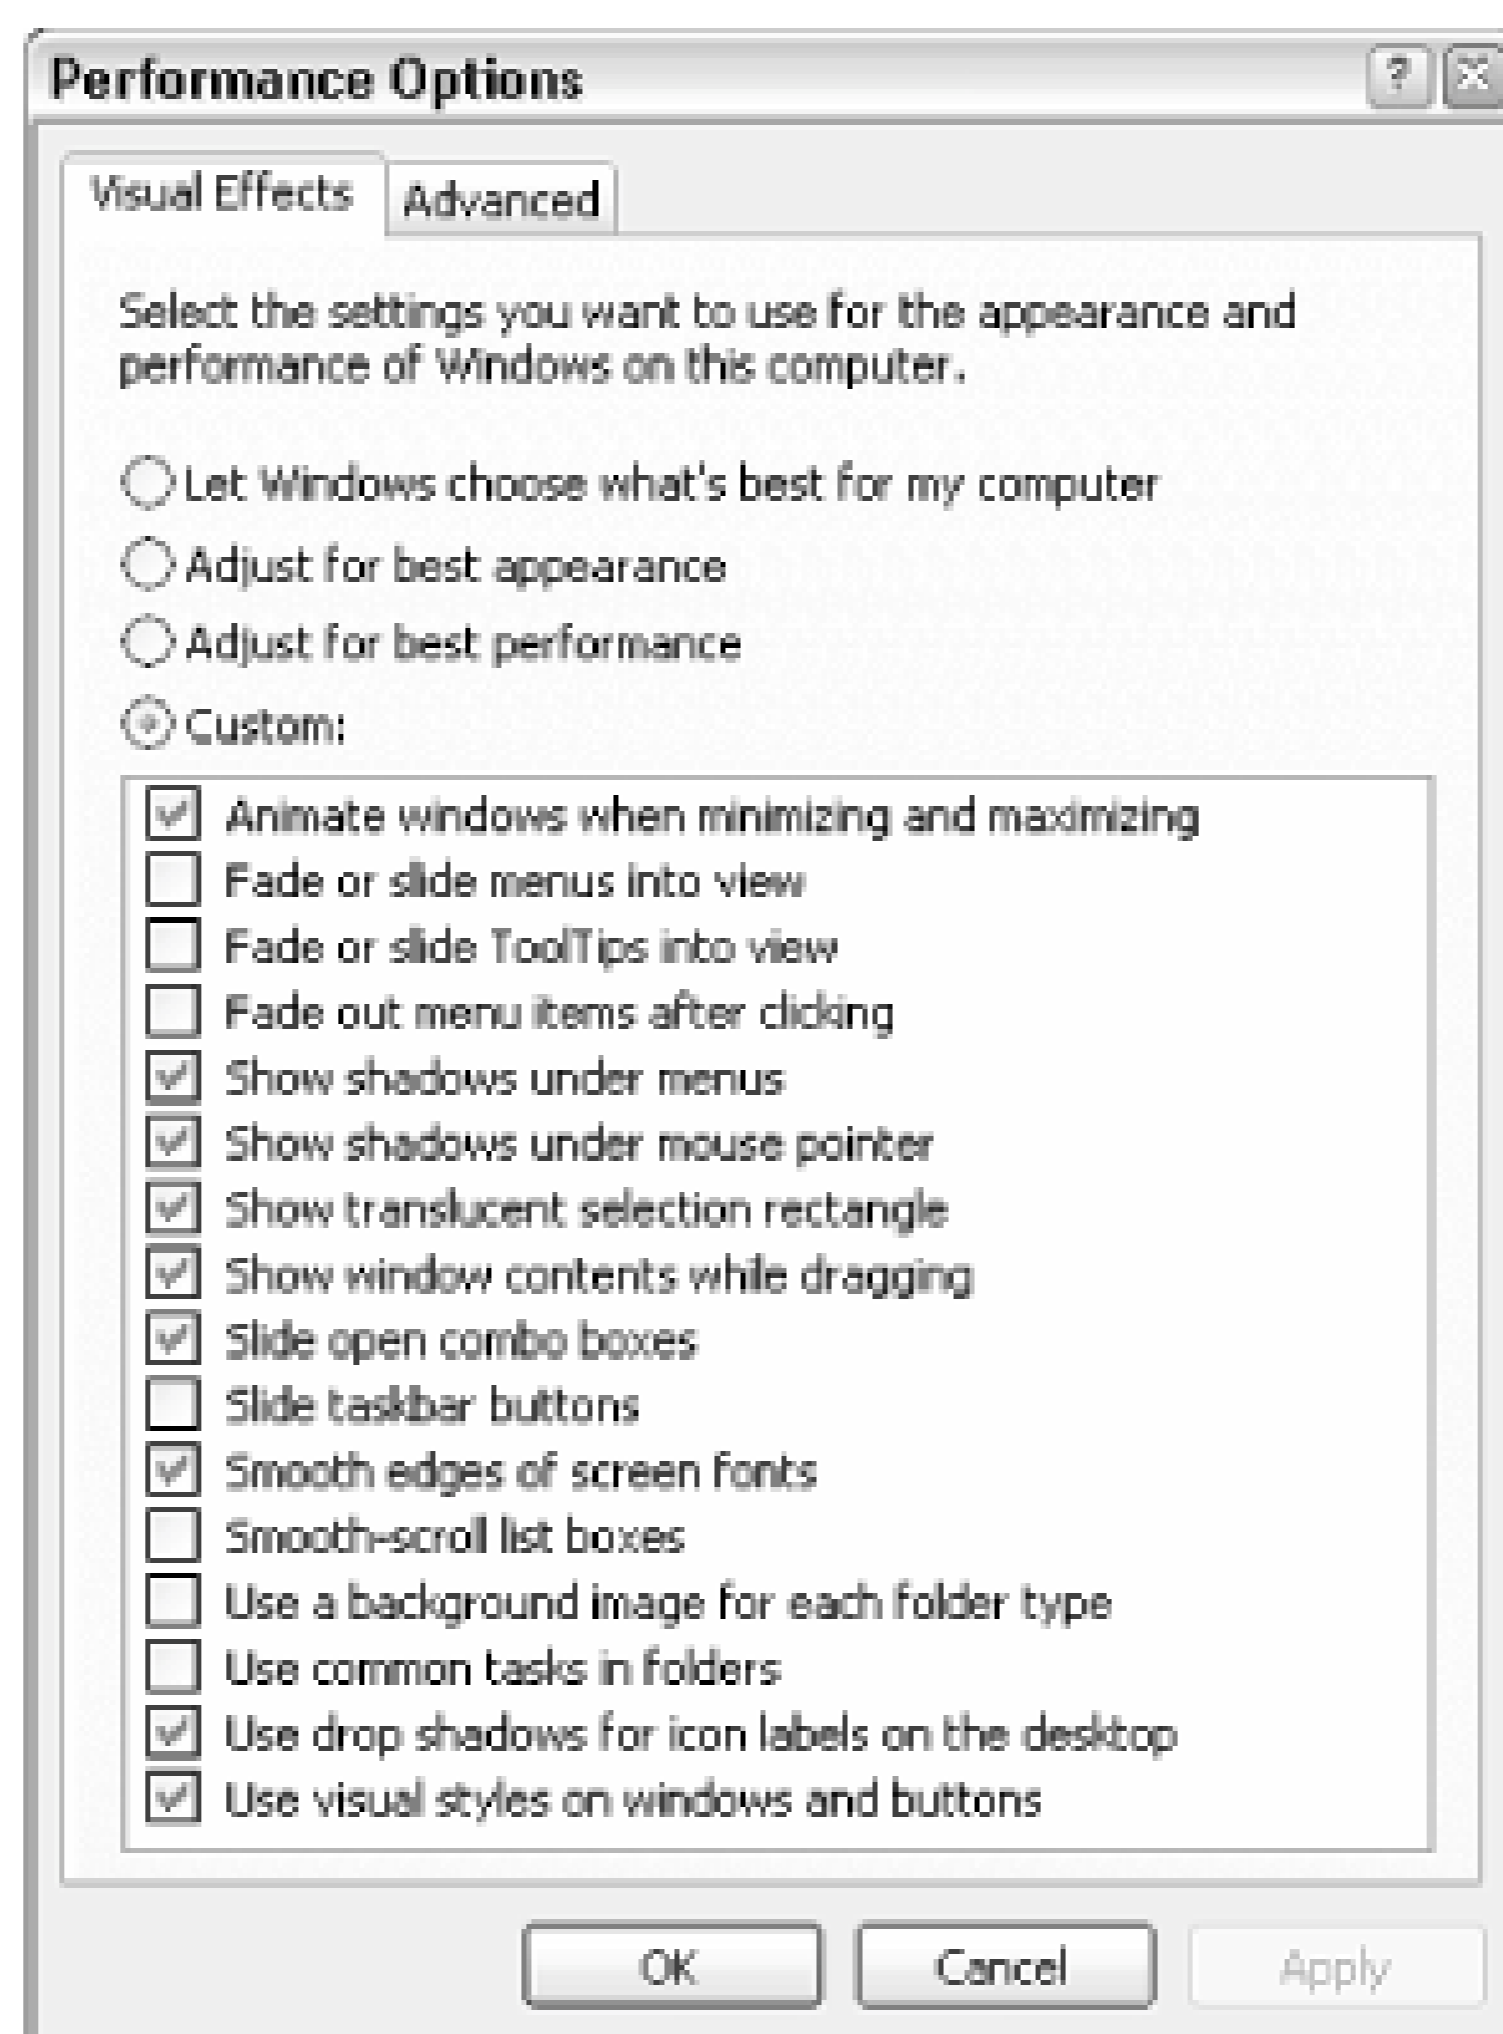 Performance Options
?
Visual Effects
Advanced
Select the settings you want to use for the appearance and
performance of Windows on this computer.
Let Windows choose what's best for my computer
Adjust for best appearance
Adjust for best performance
Custom:
Animate windows when minimizing and maximizing
Fade or slide menus into view
Fade or slide ToolTips into view
Fade out menu items after clicking
Show shadows under menus
Show shadows under mouse pointer
Show translucent selection rectangle
Show window contents while dragging
Slide open combo boxes
Slide taskbar buttons
Smooth edges of screen fonts
Smooth-scroll list boxes
Use a background image for each folder type
Use common tasks in folders
Use drop shadows for icon labels on the desktop
Use visual styles on windows and buttons
OK
Cancel
Apply